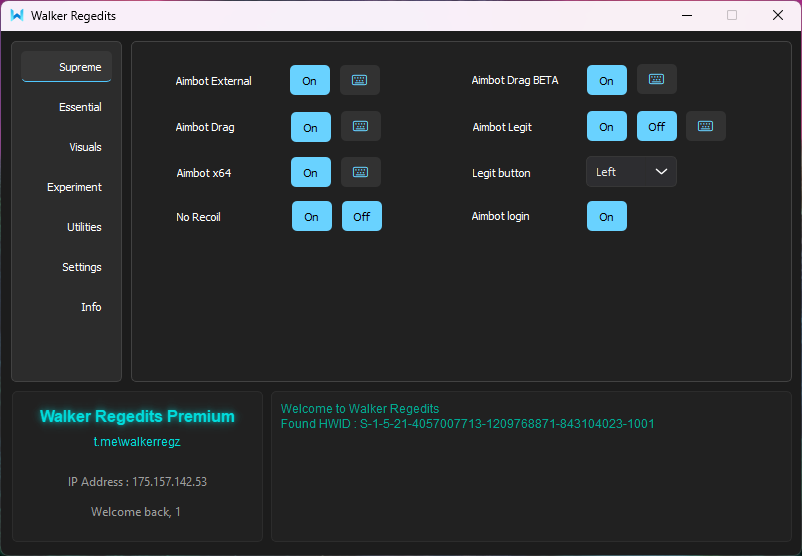 Walker Regedits
Supreme
Essential
Visuals
Experiment
Utilities
Settings
Info
Aimbot External On
Aimbot Drag BETA On
Aimbot Drag On
Aimbot Legit On Off
Aimbot x64 On
Legit button Left
No Recoil On Off
Aimbot login On
Walker Regedits Premium
t.me\walkerregz
IP Address : 175.157.142.53
Welcome back, 1
Welcome to Walker Regedits
Found HWID : S-1-5-21-4057007713-1209768871-843104023-1001